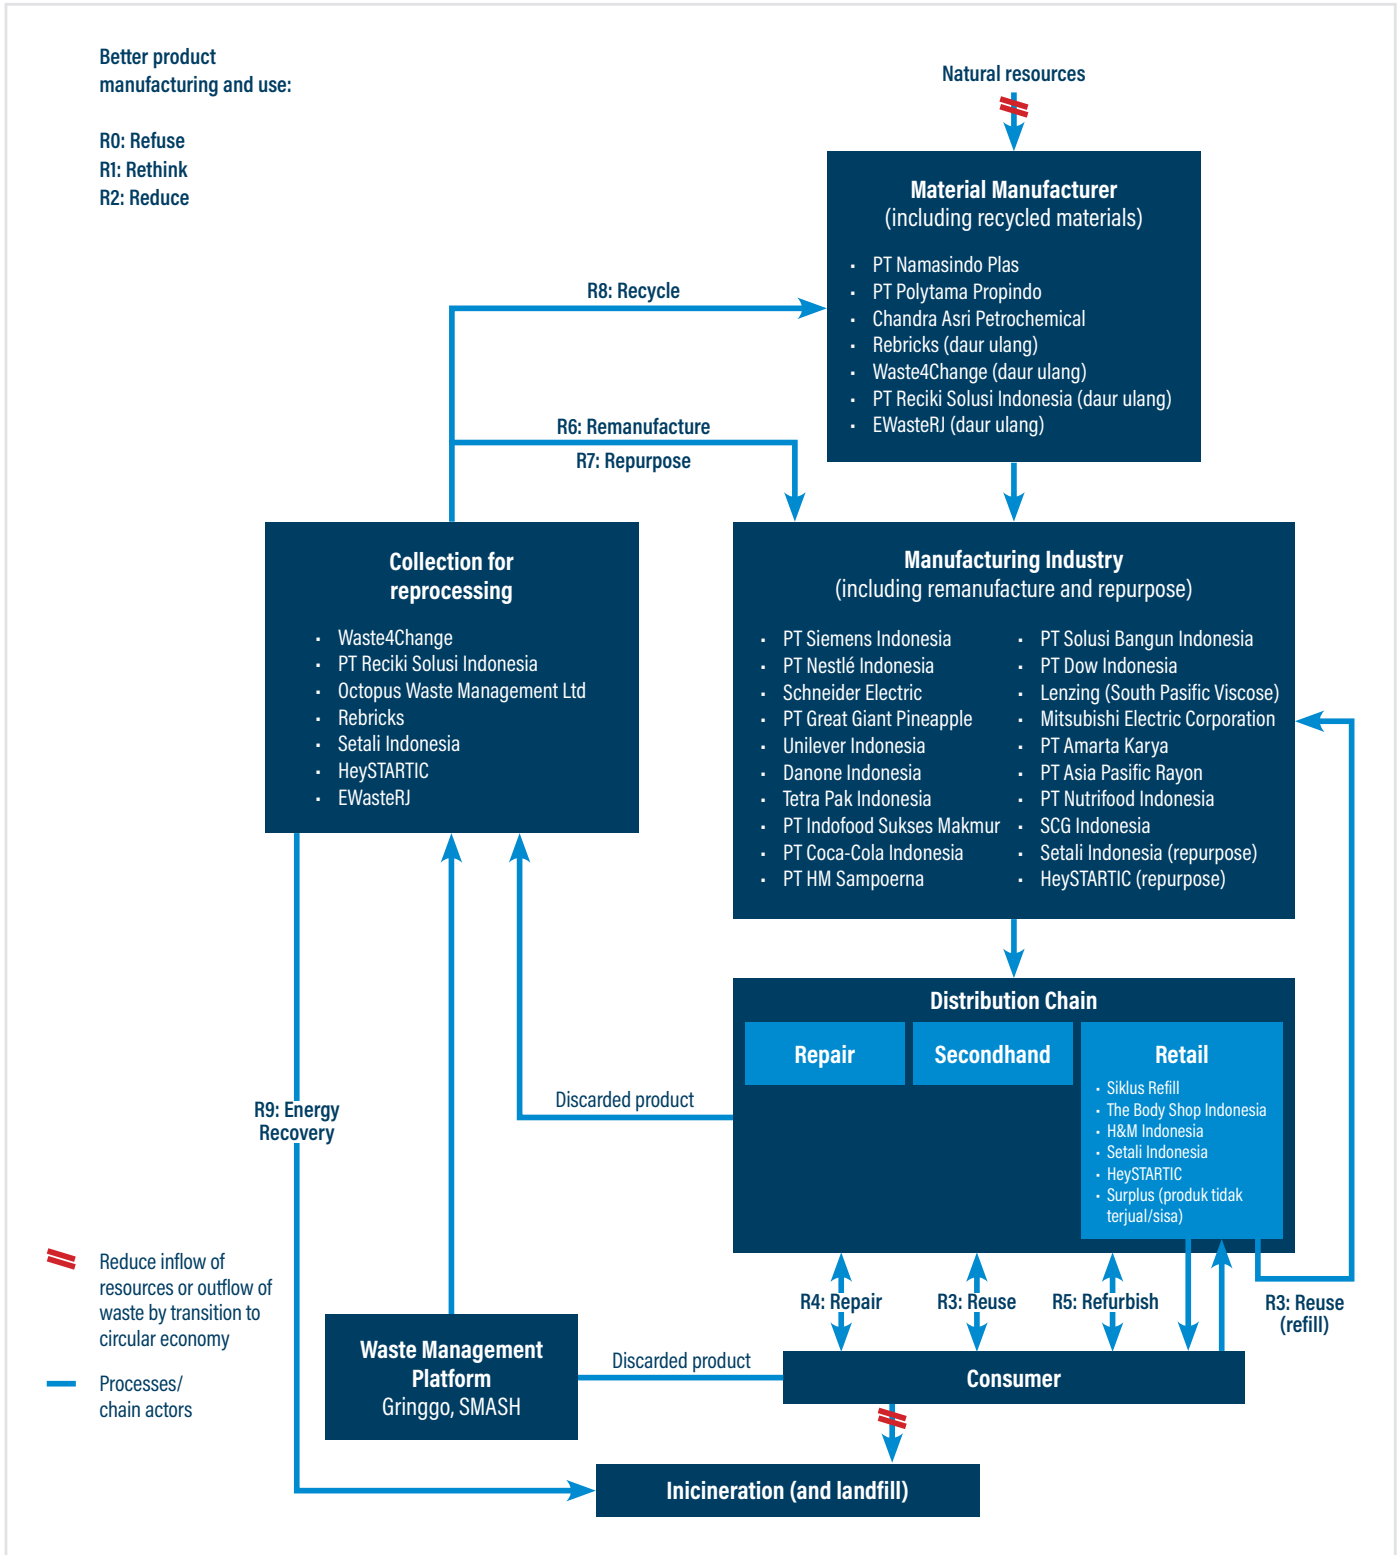 Better product
manufacturing and use:
R0: Refuse
R1: Rethink
R2: Reduce
Natural resources
Material Manufacturer
(including recycled materials)
· PT Namasindo Plas
· PT Polytama Propindo
· Chandra Asri Petrochemical
· Rebricks (daur ulang)
· Waste4Change (daur ulang)
· PT Reciki Solusi Indonesia (daur ulang)
· EWasteRJ (daur ulang)
R8: Recycle
R6: Remanufacture
R7: Repurpose
Collection for
reprocessing
· Waste4Change
· PT Reciki Solusi Indonesia
· Octopus Waste Management Ltd
· Rebricks
· Setali Indonesia
· HeySTARTIC
· EWasteRJ
Manufacturing Industry
(including remanufacture and repurpose)
· PT Siemens Indonesia
· PT Nestlé Indonesia
· Schneider Electric
· PT Great Giant Pineapple
· Unilever Indonesia
· Danone Indonesia
· Tetra Pak Indonesia
· PT Indofood Sukses Makmur
· PT Coca-Cola Indonesia
· PT HM Sampoerna
· PT Solusi Bangun Indonesia
· PT Dow Indonesia
· Lenzing (South Pasific Viscose)
· Mitsubishi Electric Corporation
· PT Amarta Karya
· PT Asia Pasific Rayon
· PT Nutrifood Indonesia
· SCG Indonesia
· Setali Indonesia (repurpose)
· HeySTARTIC (repurpose)
Distribution Chain
Repair
Secondhand
Retail
· Siklus Refill
· The Body Shop Indonesia
· H&M Indonesia
· Setali Indonesia
· HeySTARTIC
· Surplus (produk tidak
terjual/sisa)
Discarded product
R9: Energy
Recovery
R4: Repair
R3: Reuse
R5: Refurbish
R3: Reuse
(refill)
Reduce inflow of
resources or outflow of
waste by transition to
circular economy
Processes/
chain actors
Waste Management
Platform
Gringgo, SMASH
Discarded product
Consumer
Inicineration (and landfill)